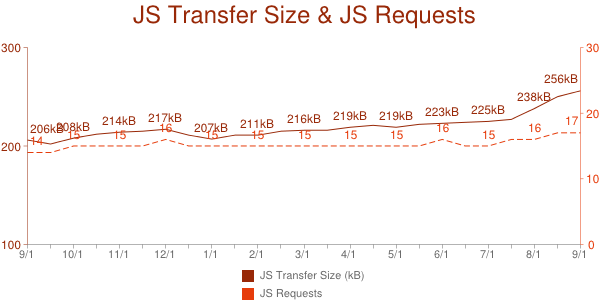 JS Transfer Size & JS Requests
300
200
100
30
20
10
0
206kB 208kB 214kB 217kB 207kB 211kB 216kB 219kB 219kB 223kB 225kB 238kB 256kB
14 15 15 16 15 15 15 15 15 16 15 16 17
9/1 10/1 11/1 12/1 1/1 2/1 3/1 4/1 5/1 6/1 7/1 8/1 9/1
JS Transfer Size (kB)
JS Requests